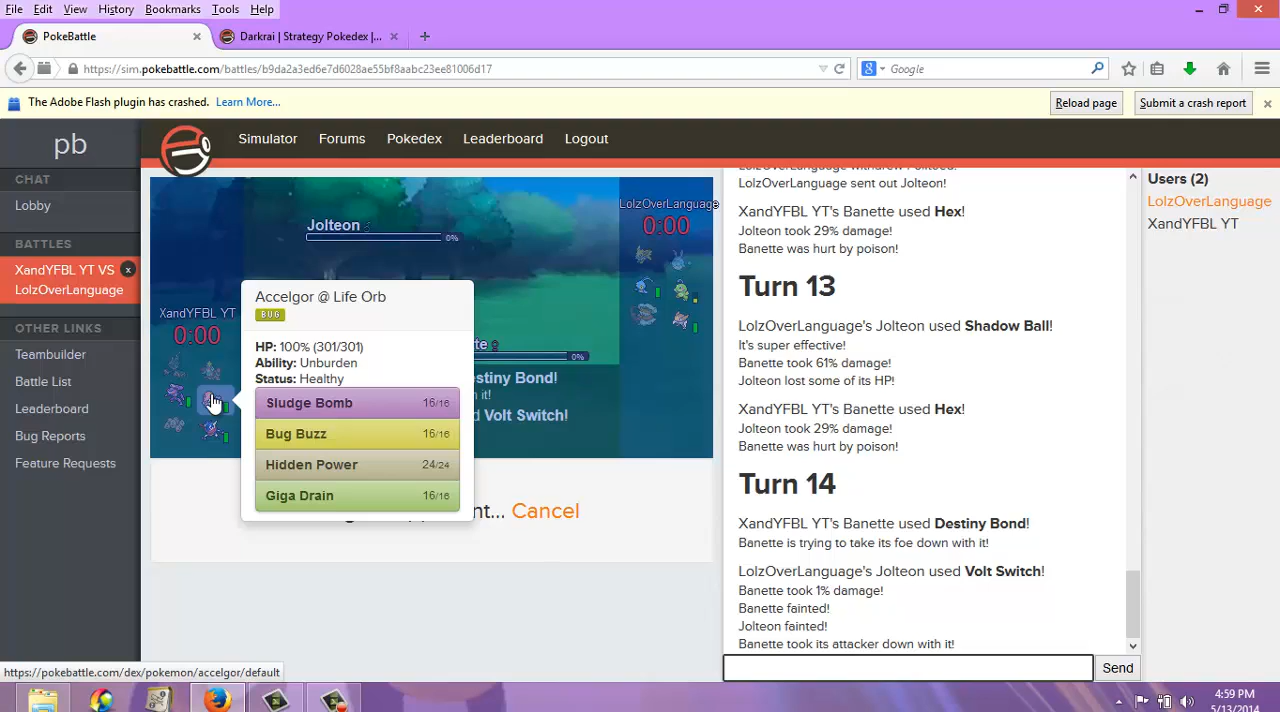 File Edit View History Bookmarks Tools Help
PokeBattle
Darkrai | Strategy Pokedex |...
https://sim.pokebattle.com/battles/b9da2a3ed6e7d6028ae55bf8aabc23ee81006d17
Google
The Adobe Flash plugin has crashed. Learn More...
Reload page
Submit a crash report
pb
Simulator Forums Pokedex Leaderboard Logout
CHAT
Lobby
BATTLES
XandYFBL YT VS
LolzOverLanguage
OTHER LINKS
Teambuilder
Battle List
Leaderboard
Bug Reports
Feature Requests
Jolteon
0%
LolzOverLanguage
0:00
XandYFBL YT
0:00
Accelgor @ Life Orb
BUG
HP: 100% (301/301)
Ability: Unburden
Status: Healthy
Sludge Bomb 16/16
Bug Buzz 16/16
Hidden Power 24/24
Giga Drain 16/16
0%
Bond!
Volt Switch!
Cancel
LolzOverLanguage sent out Jolteon!
XandYFBL YT's Banette used Hex!
Jolteon took 29% damage!
Banette was hurt by poison!
Turn 13
LolzOverLanguage's Jolteon used Shadow Ball!
It's super effective!
Banette took 61% damage!
Jolteon lost some of its HP!
XandYFBL YT's Banette used Hex!
Jolteon took 29% damage!
Banette was hurt by poison!
Turn 14
XandYFBL YT's Banette used Destiny Bond!
Banette is trying to take its foe down with it!
LolzOverLanguage's Jolteon used Volt Switch!
Banette took 1% damage!
Banette fainted!
Jolteon fainted!
Banette took its attacker down with it!
Send
Users (2)
LolzOverLanguage
XandYFBL YT
https://pokebattle.com/dex/pokemon/accelgor/default
4:59 PM
5/13/2014